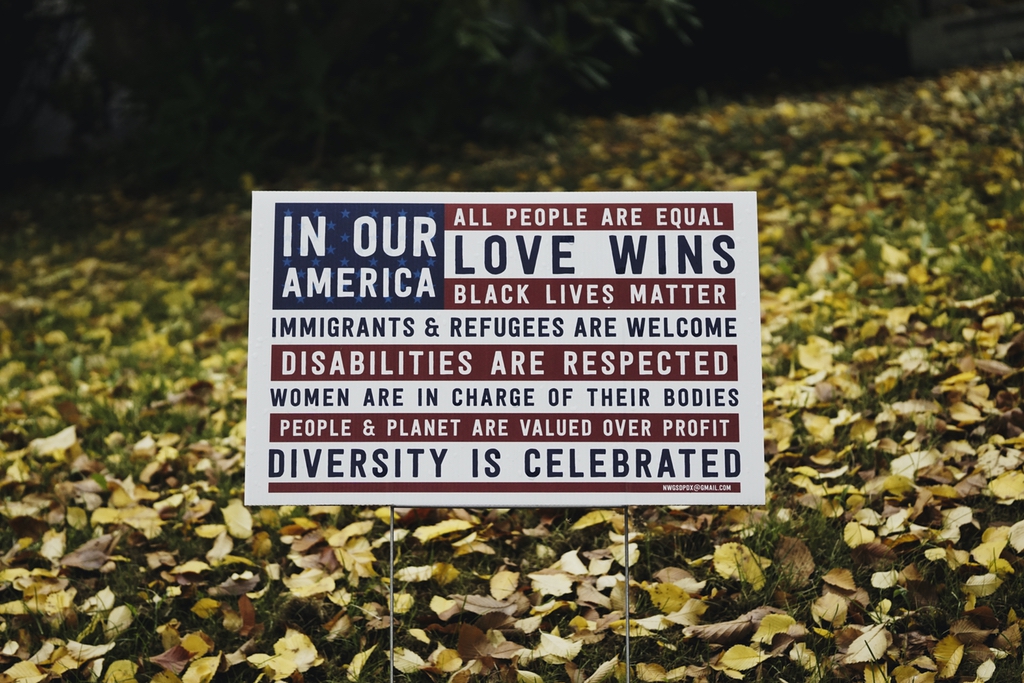 IN OUR
AMERICA
ALL PEOPLE ARE EQUAL
LOVE WINS
BLACK LIVES MATTER
IMMIGRANTS & REFUGEES ARE WELCOME
DISABILITIES ARE RESPECTED
WOMEN ARE IN CHARGE OF THEIR BODIES
PEOPLE & PLANET ARE VALUED OVER PROFIT
DIVERSITY IS CELEBRATED
NWGSDPDX@GMAIL.COM